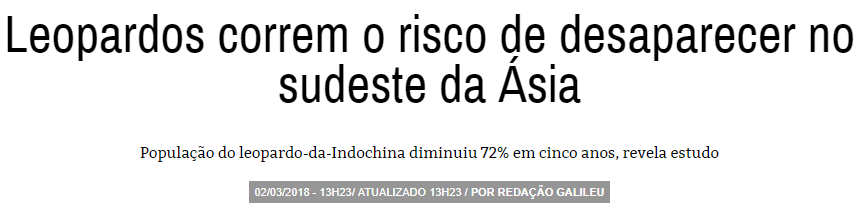 Leopardos correm o risco de desaparecer no
sudeste da Ásia
População do leopardo-da-Indochina diminuiu 72% em cinco anos, revela estudo
02/03/2018 - 13H23/ ATUALIZADO 13H23 / POR REDAÇÃO GALILEU